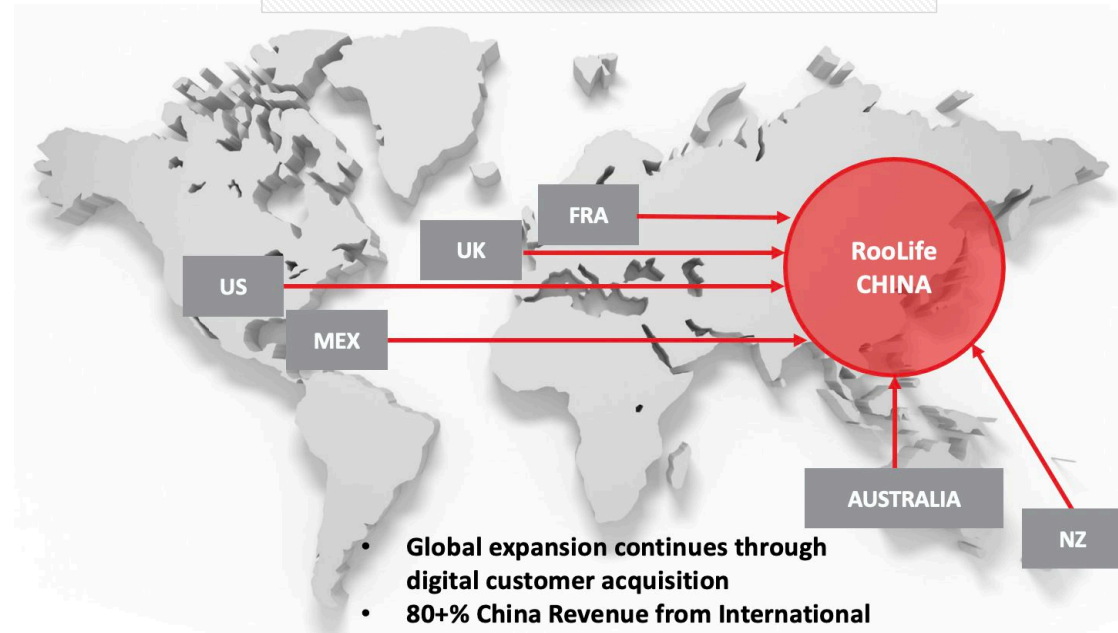 FRA
UK
US
MEX
RooLife
CHINA
AUSTRALIA
NZ
• Global expansion continues through
digital customer acquisition
• 80+% China Revenue from International